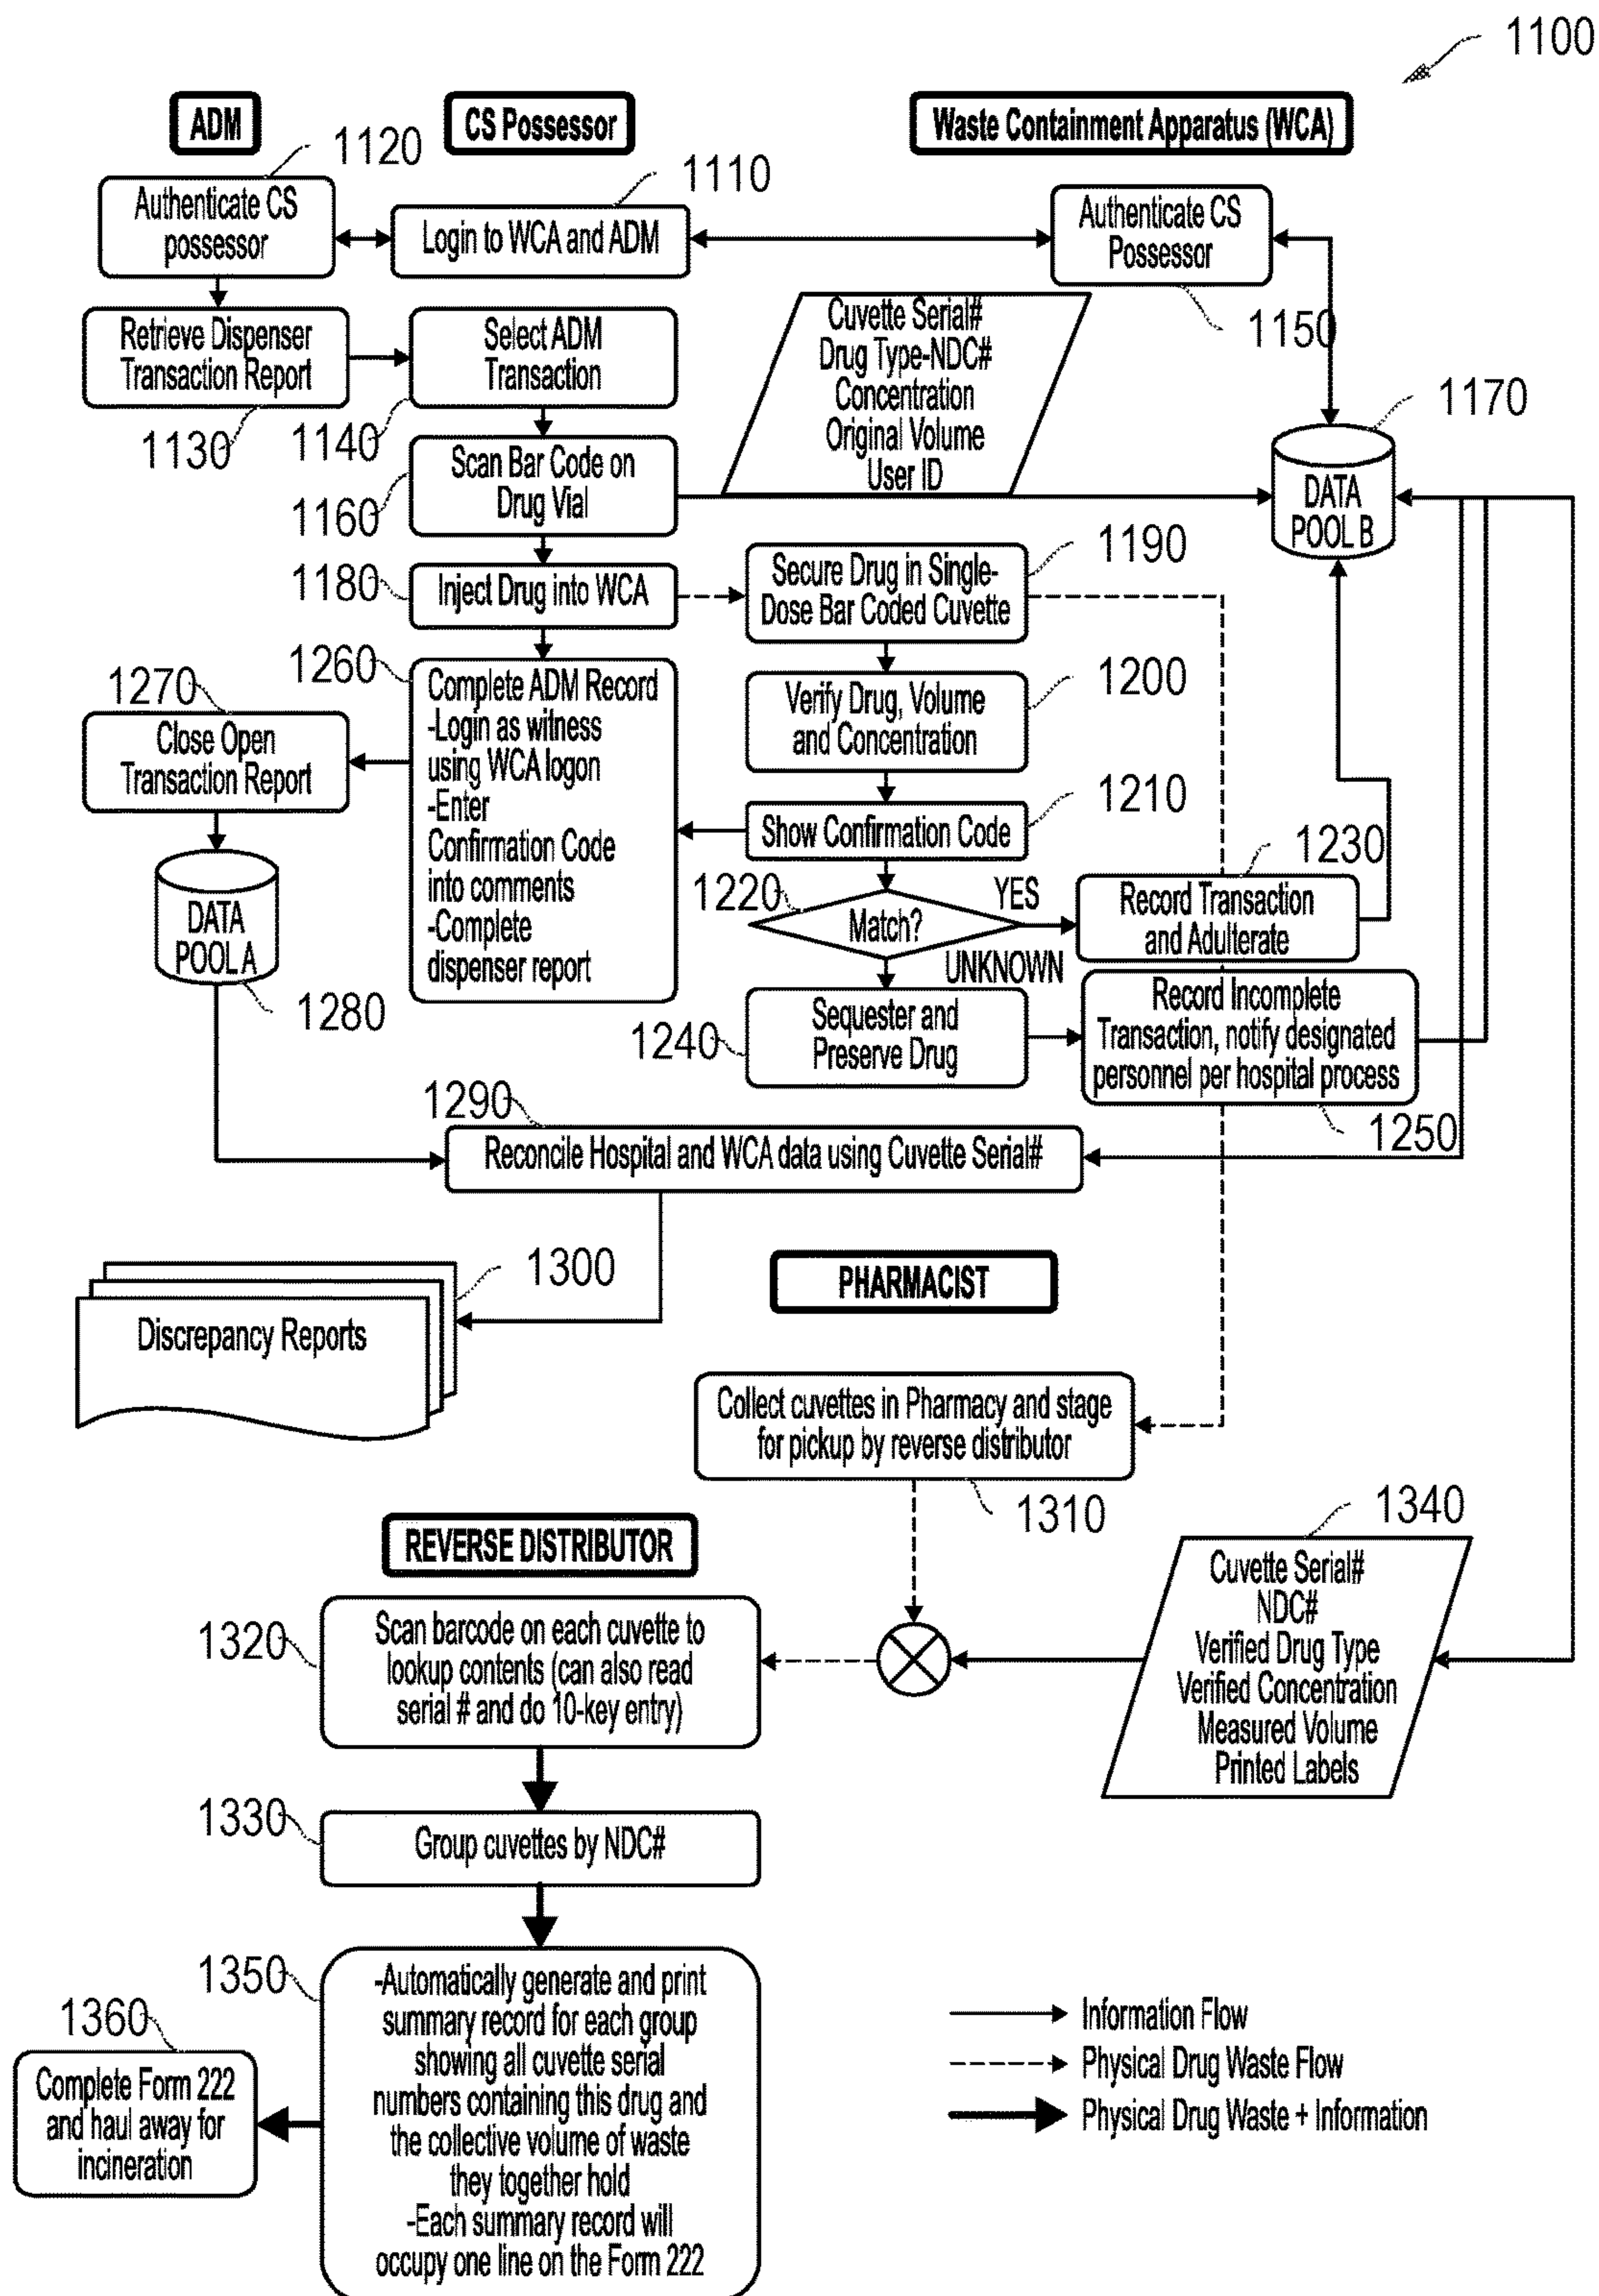 1100
ADM
CS Possessor
Waste Containment Apparatus (WCA)
1120
1110
Authenticate CS
possessor
Login to WCA and ADM
Authenticate CS
Possessor
1150
Retrieve Dispenser
Transaction Report
1130
Select ADM
Transaction
1140
Cuvette Serial#
Drug Type-NDC#
Concentration
Original Volume
User ID
1170
DATA
POOL B
Scan Bar Code on
Drug Vial
1160
1180
Inject Drug into WCA
Secure Drug in Single-
Dose Bar Coded Cuvette
1190
1260
Complete ADM Record
-Login as witness
using WCA logon
-Enter
Confirmation Code
into comments
-Complete
dispenser report
1270
Close Open
Transaction Report
Verify Drug, Volume
and Concentration
1200
Show Confirmation Code
1210
DATA
POOL A
1280
1220
Match?
YES
UNKNOWN
1230
Record Transaction
and Adulterate
1240
Sequester and
Preserve Drug
Record Incomplete
Transaction, notify designated
personnel per hospital process
1250
1290
Reconcile Hospital and WCA data using Cuvette Serial#
1300
Discrepancy Reports
PHARMACIST
Collect cuvettes in Pharmacy and stage
for pickup by reverse distributor
1310
1340
Cuvette Serial#
NDC#
Verified Drug Type
Verified Concentration
Measured Volume
Printed Labels
REVERSE DISTRIBUTOR
1320
Scan barcode on each cuvette to
lookup contents (can also read
serial # and do 10-key entry)
1330
Group cuvettes by NDC#
1350
-Automatically generate and print
summary record for each group
showing all cuvette serial
numbers containing this drug and
the collective volume of waste
they together hold
-Each summary record will
occupy one line on the Form 222
1360
Complete Form 222
and haul away for
incineration
Information Flow
Physical Drug Waste Flow
Physical Drug Waste + Information